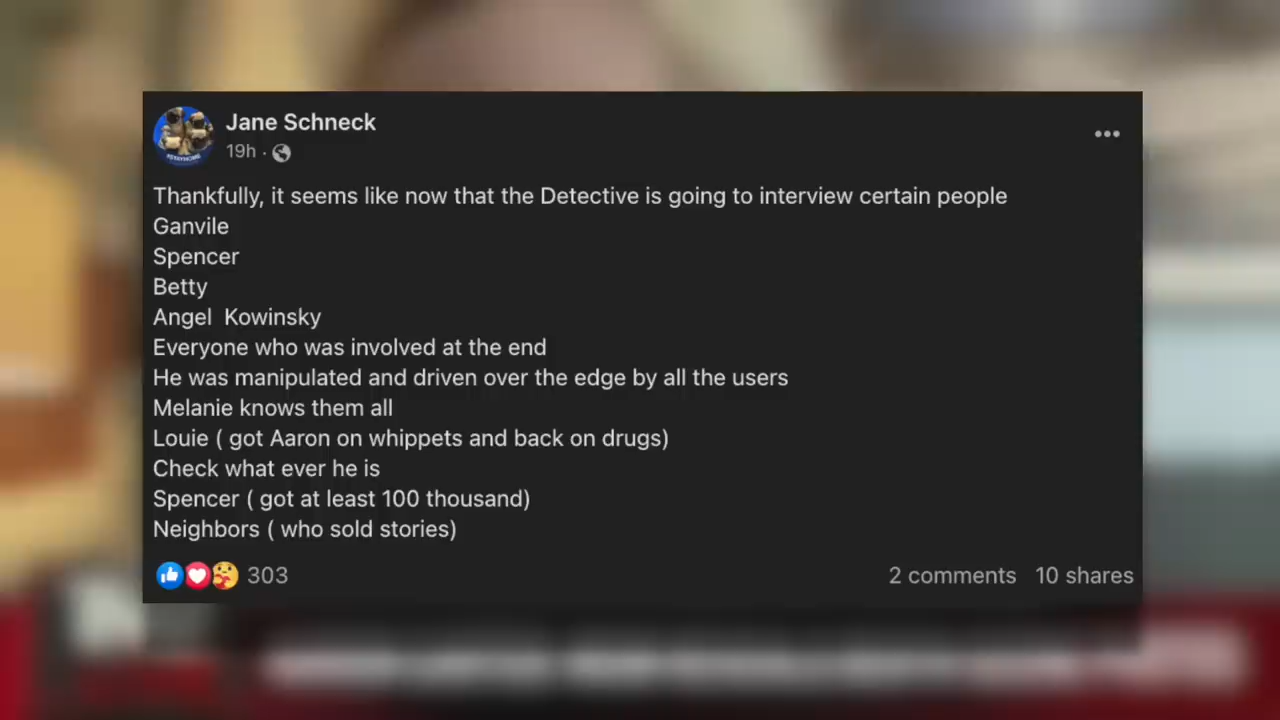 Jane Schneck
19h ·
Thankfully, it seems like now that the Detective is going to interview certain people
Ganvile
Spencer
Betty
Angel  Kowinsky
Everyone who was involved at the end
He was manipulated and driven over the edge by all the users
Melanie knows them all
Louie ( got Aaron on whippets and back on drugs)
Check what ever he is
Spencer ( got at least 100 thousand)
Neighbors ( who sold stories)
303
2 comments 10 shares